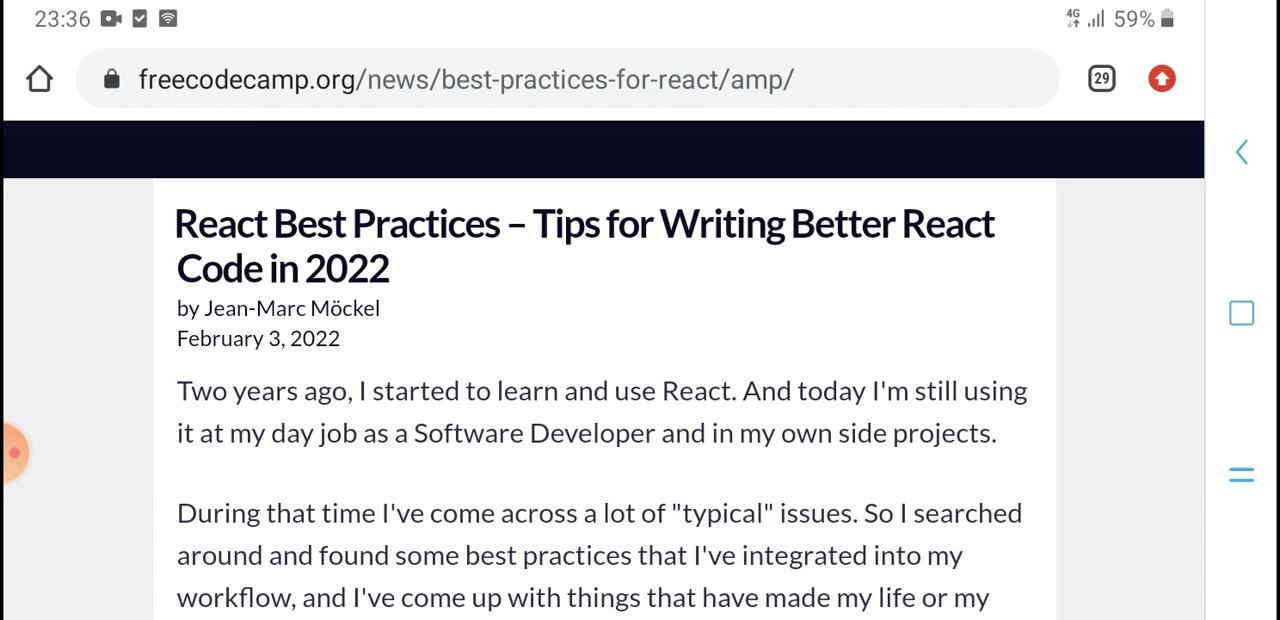 23:36
4G 59%
freecodecamp.org/news/best-practices-for-react/amp/
29
React Best Practices – Tips for Writing Better React
Code in 2022
by Jean-Marc Möckel
February 3, 2022
Two years ago, I started to learn and use React. And today I'm still using
it at my day job as a Software Developer and in my own side projects.
During that time I've come across a lot of "typical" issues. So I searched
around and found some best practices that I've integrated into my
workflow, and I've come up with things that have made my life or my